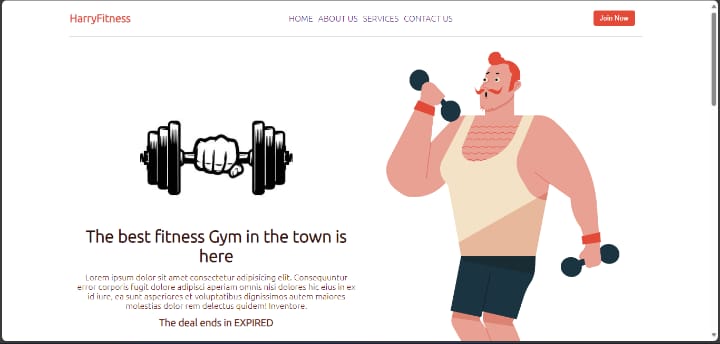 HarryFitness
HOME ABOUT US SERVICES CONTACT US
Join Now
The best fitness Gym in the town is
here
Lorem ipsum dolor sit amet consectetur adipisicing elit. Consequuntur
error corporis fugit dolore adipisci aperiam omnis nisi dolores hic eius in ex
id iure, ea sunt asperiores et voluptatibus dignissimos autem maiores
molestias dolor rem delectus quidem! Inventore.
The deal ends in EXPIRED